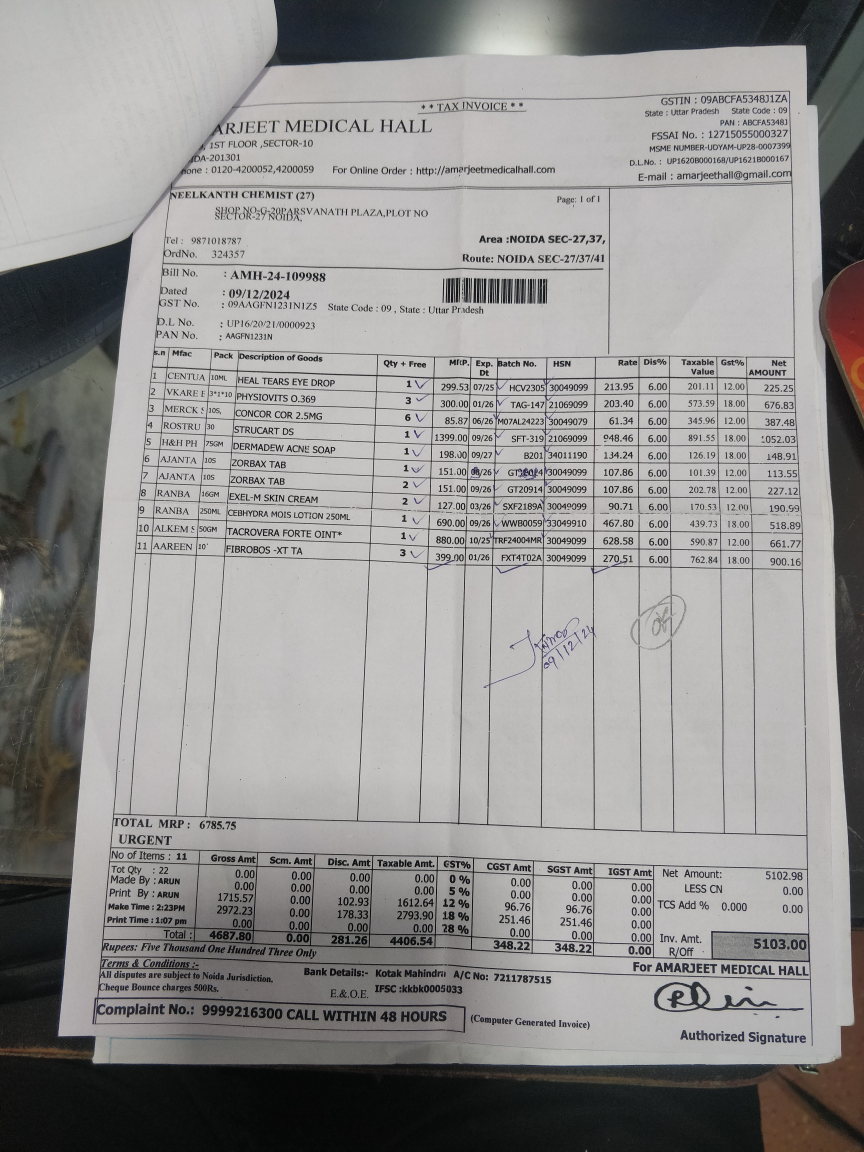 * * TAX INVOICE * *
GSTIN : 09ABCFA5348J1ZA
State : Uttar Pradesh State Code : 09
PAN : ABCFA5348J
FSSAI No. : 12715055000327
MSME NUMBER-UDYAM-UP28-0007399
D.L.No. : UP1620B000168/UP1621B000167
E-mail : amarjeethall@gmail.com
ARJEET MEDICAL HALL
1ST FLOOR ,SECTOR-10
DA-201301
one : 0120-4200052,4200059 For Online Order : http://amarjeetmedicalhall.com
NEELKANTH CHEMIST (27) Page: 1 of 1
SHOP NO-G-20PARSVANATH PLAZA,PLOT NO
SECTOR-27 NOIDA,
Tel : 9871018787 Area :NOIDA SEC-27,37,
OrdNo. 324357 Route: NOIDA SEC-27/37/41
Bill No. : AMH-24-109988
Dated : 09/12/2024
GST No. : 09AAGFN1231N1Z5 State Code : 09 , State : Uttar Pradesh
D.L No. : UP16/20/21/0000923
PAN No. : AAGFN1231N
s.n Mfac Pack Description of Goods Qty + Free M.R.P. Exp. Dt Batch No. HSN Rate Dis% Taxable Value Gst% Net AMOUNT
1 CENTUA 10ML HEAL TEARS EYE DROP 1 299.53 07/25 HCV2305 30049099 213.95 6.00 201.11 12.00 225.25
2 VKARE E 3*1*10 PHYSIOVITS O.369 3 300.00 01/26 TAG-147 21069099 203.40 6.00 573.59 18.00 676.83
3 MERCK S 10S, CONCOR COR 2.5MG 6 85.87 06/26 M07AL24223 30049079 61.34 6.00 345.96 12.00 387.48
4 ROSTRU 30 STRUCART DS 1 1399.00 09/26 SFT-319 21069099 948.46 6.00 891.55 18.00 1052.03
5 H&H PH 75GM DERMADEW ACNE SOAP 1 198.00 09/27 B201 34011190 134.24 6.00 126.19 18.00 148.91
6 AJANTA 10S ZORBAX TAB 1 151.00 /26 30049099 107.86 6.00 101.39 12.00 113.55
7 AJANTA 10S ZORBAX TAB 2 151.00 09/26 GT20914 30049099 107.86 6.00 202.78 12.00 227.12
8 RANBA 16GM EXEL-M SKIN CREAM 2 127.00 03/26 SXF2189A 30049099 90.71 6.00 170.53 12.00 190.99
9 RANBA 250ML CEBHYDRA MOIS LOTION 250ML 1 690.00 09/26 WWB0059 33049910 467.80 6.00 439.73 18.00 518.89
10 ALKEM S 50GM TACROVERA FORTE OINT* 1 880.00 10/25 TRF24004MR 30049099 628.58 6.00 590.87 12.00 661.77
11 AAREEN 10' FIBROBOS -XT TA 3 399.00 01/26 FXT4T02A 30049099 270.51 6.00 762.84 18.00 900.16
09/12/24
TOTAL MRP : 6785.75
URGENT
No of Items : 11 Gross Amt Scm. Amt Disc. Amt Taxable Amt. GST% CGST Amt SGST Amt IGST Amt Net Amount: 5102.98
Tot Qty : 22 0.00 0.00 0.00 0.00 0 % 0.00 0.00 0.00 LESS CN 0.00
Made By : ARUN 0.00 0.00 0.00 0.00 5 % 0.00 0.00 0.00
Print By : ARUN 1715.57 0.00 102.93 1612.64 12 % 96.76 96.76 0.00 TCS Add % 0.000 0.00
Make Time : 2:23PM 2972.23 0.00 178.33 2793.90 18 % 251.46 251.46 0.00
Print Time : 1:07 pm 0.00 0.00 0.00 0.00 28 % 0.00 0.00 0.00
Total : 4687.80 0.00 281.26 4406.54 348.22 348.22 0.00 Inv. Amt. R/Off 5103.00
Rupees: Five Thousand One Hundred Three Only
For AMARJEET MEDICAL HALL
Terms & Conditions :-
All disputes are subject to Noida Jurisdiction. Bank Details:- Kotak Mahindra A/C No: 7211787515
Cheque Bounce charges 500Rs. E.&.O.E. IFSC :kkbk0005033
Complaint No.: 9999216300 CALL WITHIN 48 HOURS (Computer Generated Invoice)
Authorized Signature